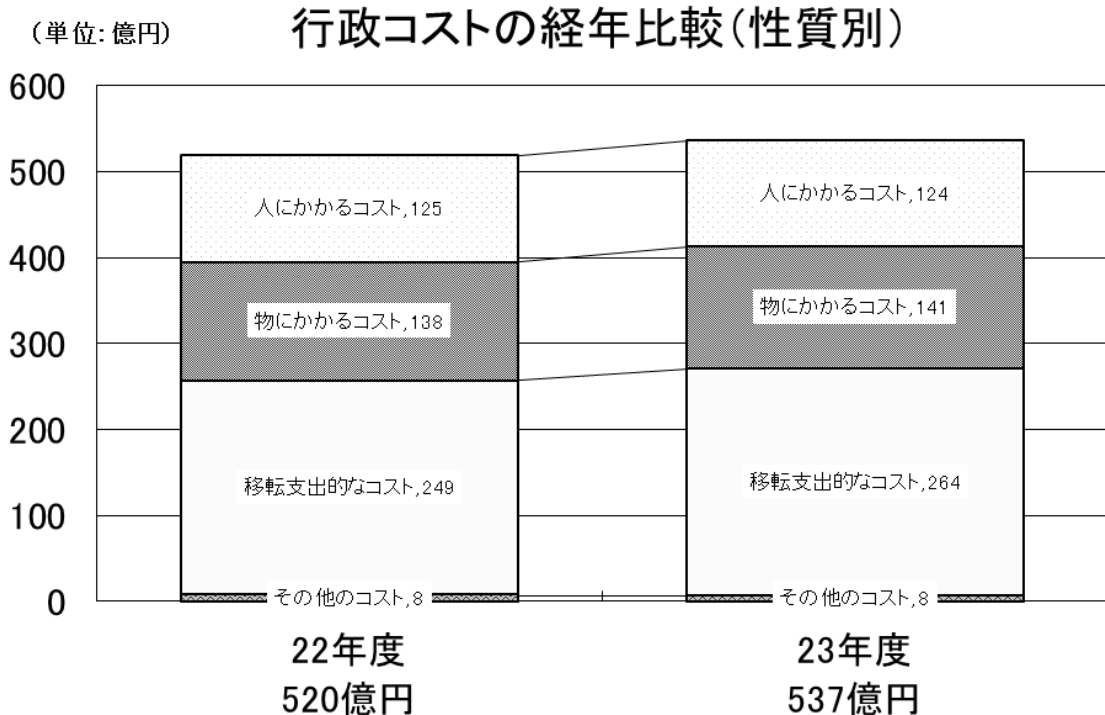 (単位:億円)
行政コストの経年比較(性質別)
600
500
400
300
200
100
0
人にかかるコスト,125
物にかかるコスト,138
移転支出的なコスト,249
その他のコスト,8
人にかかるコスト,124
物にかかるコスト,141
移転支出的なコスト,264
その他のコスト,8
22年度
520億円
23年度
537億円